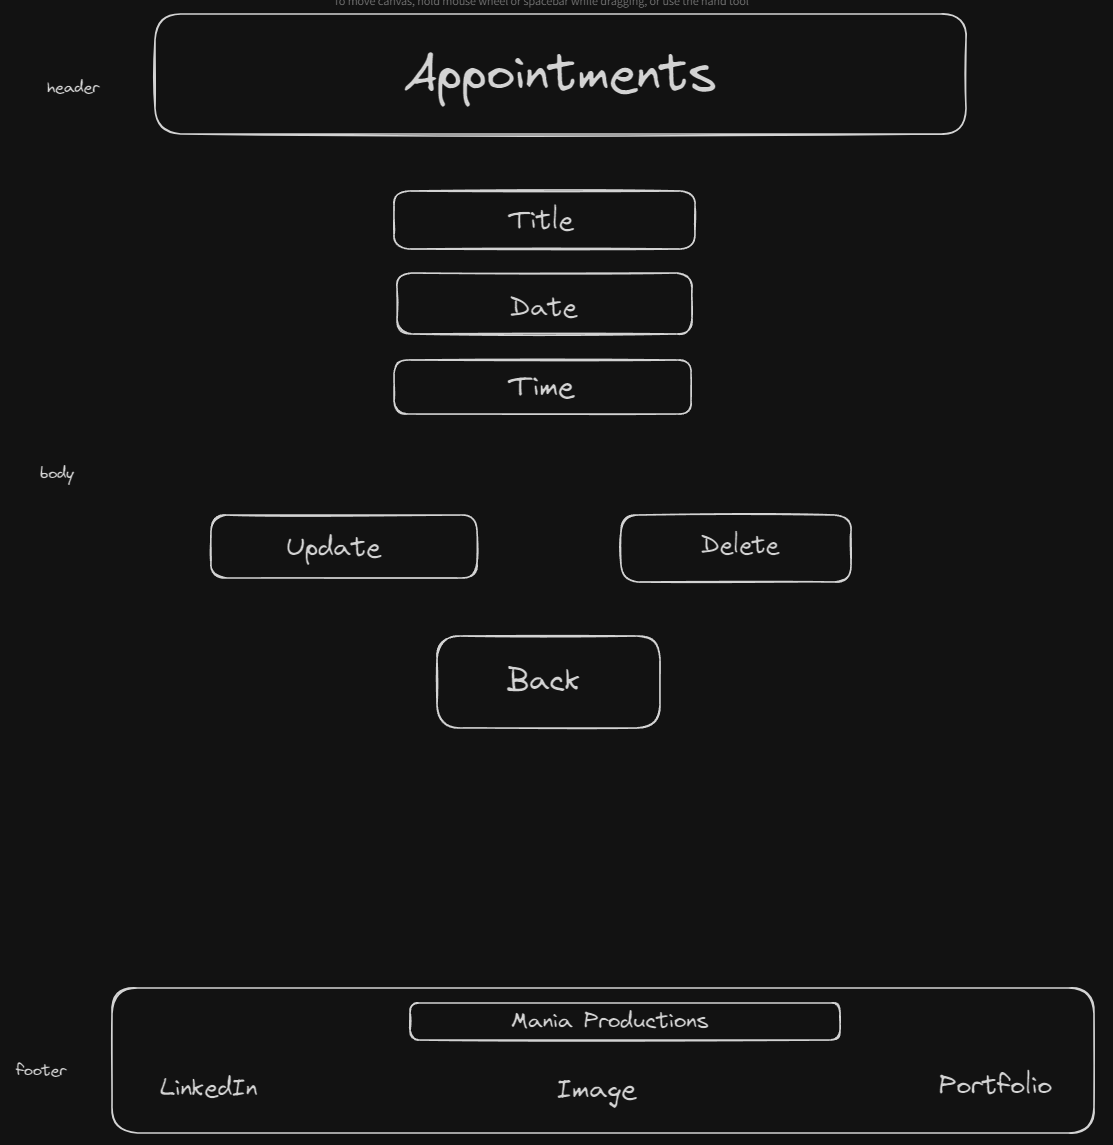 To move canvas, hold mouse wheel or spacebar while dragging, or use the hand tool
header
Appointments
Title
Date
Time
body
Update
Delete
Back
footer
Mania Productions
LinkedIn
Image
Portfolio